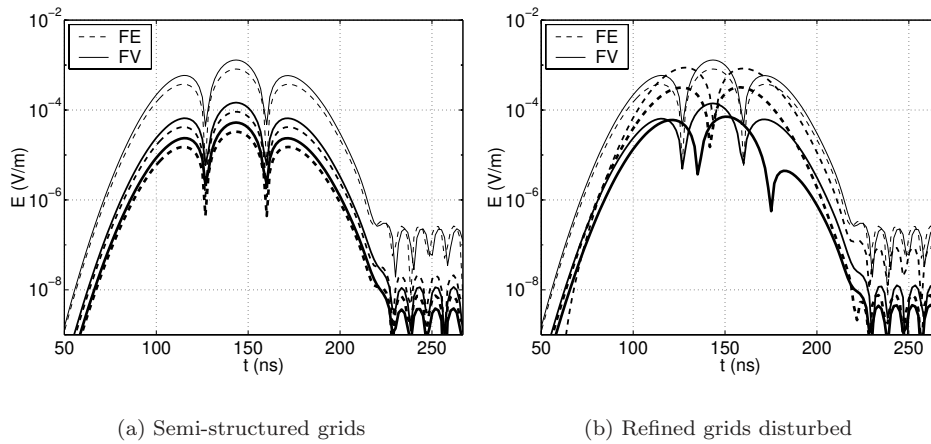 10⁻²
10⁻⁴
10⁻⁶
10⁻⁸
E (V/m)
FE
FV
50 100 150 200 250
t (ns)
(a) Semi-structured grids
10⁻²
10⁻⁴
10⁻⁶
10⁻⁸
E (V/m)
FE
FV
50 100 150 200 250
t (ns)
(b) Refined grids disturbed